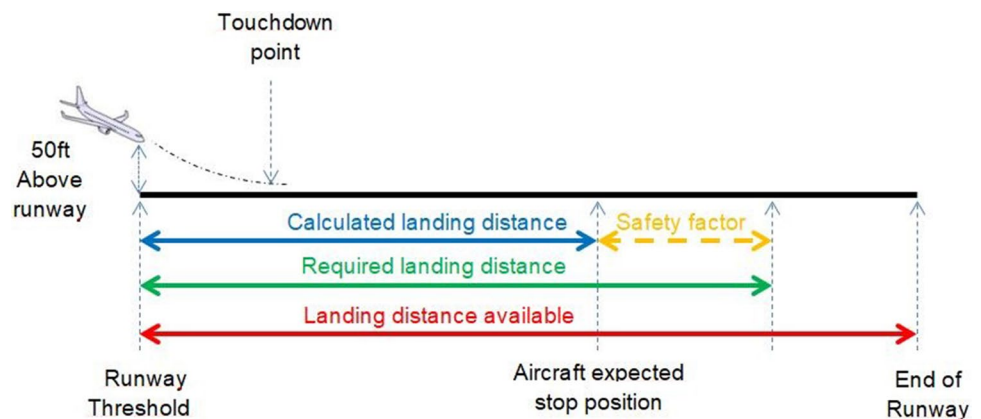 Touchdown
point
50ft
Above
runway
Calculated landing distance
Safety factor
Required landing distance
Landing distance available
Runway
Threshold
Aircraft expected
stop position
End of
Runway